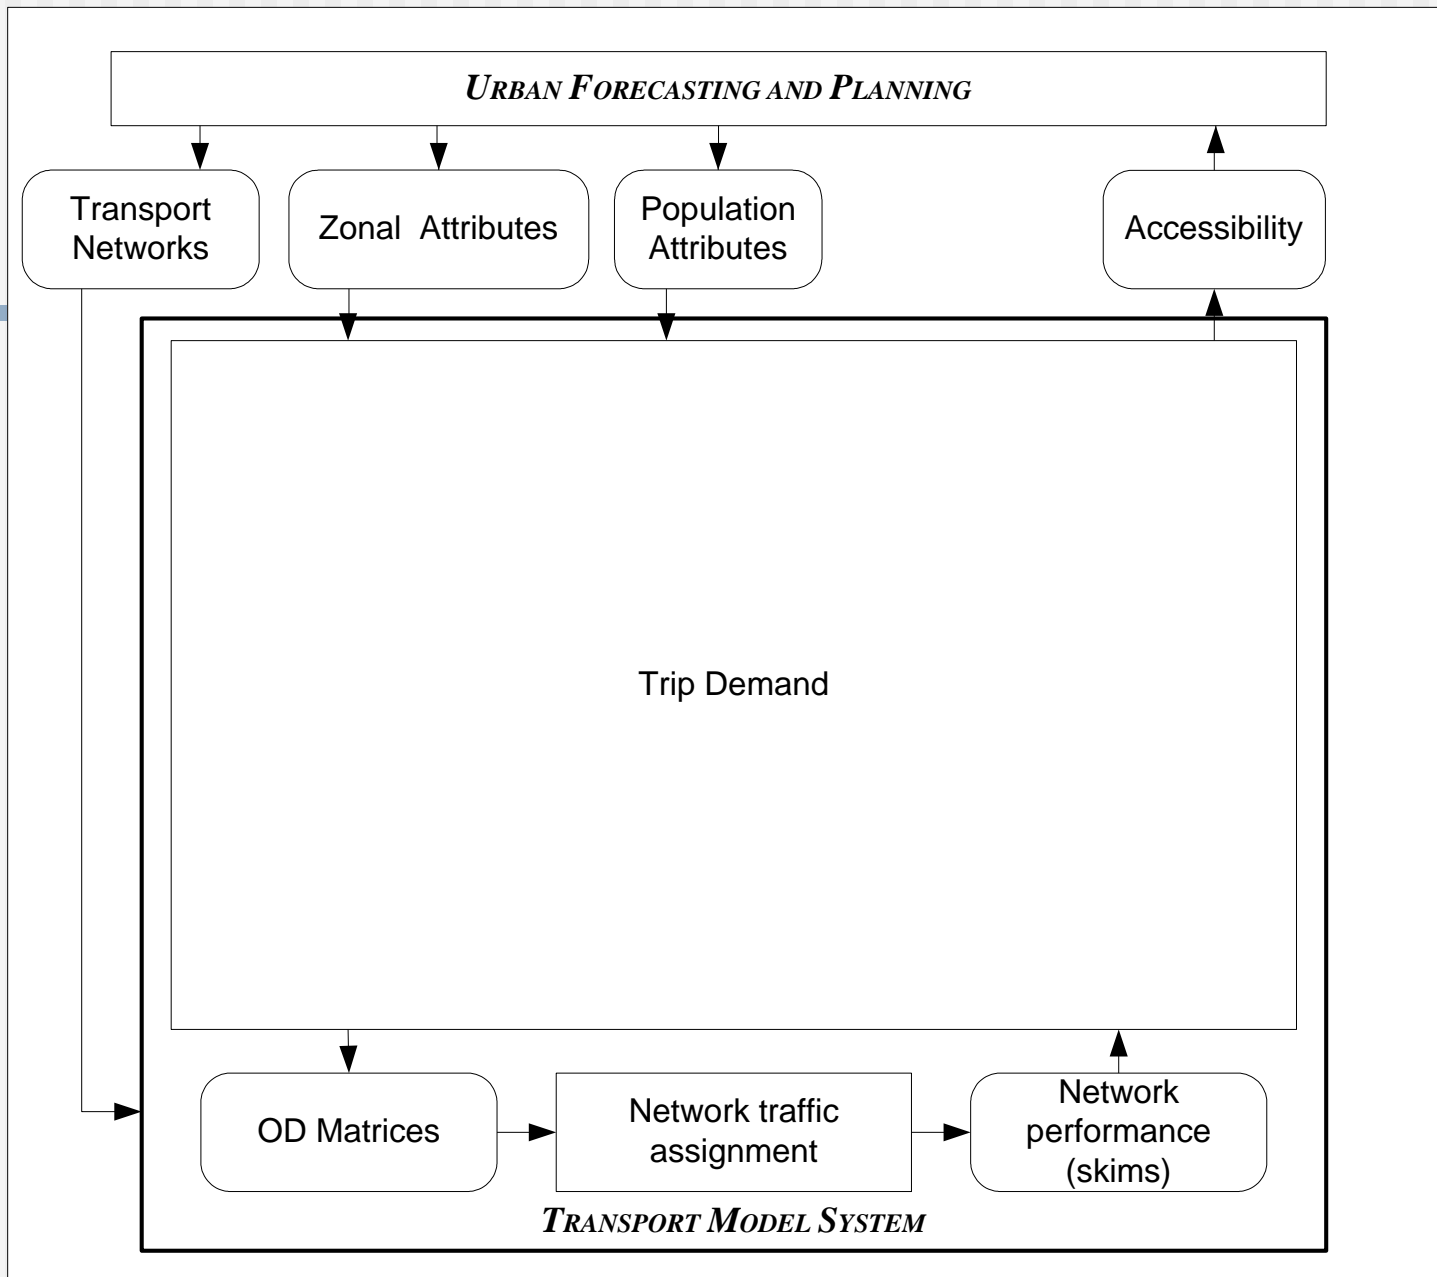 URBAN FORECASTING AND PLANNING
Transport
Networks
Zonal Attributes
Population
Attributes
Accessibility
Trip Demand
OD Matrices
Network traffic
assignment
Network
performance
(skims)
TRANSPORT MODEL SYSTEM